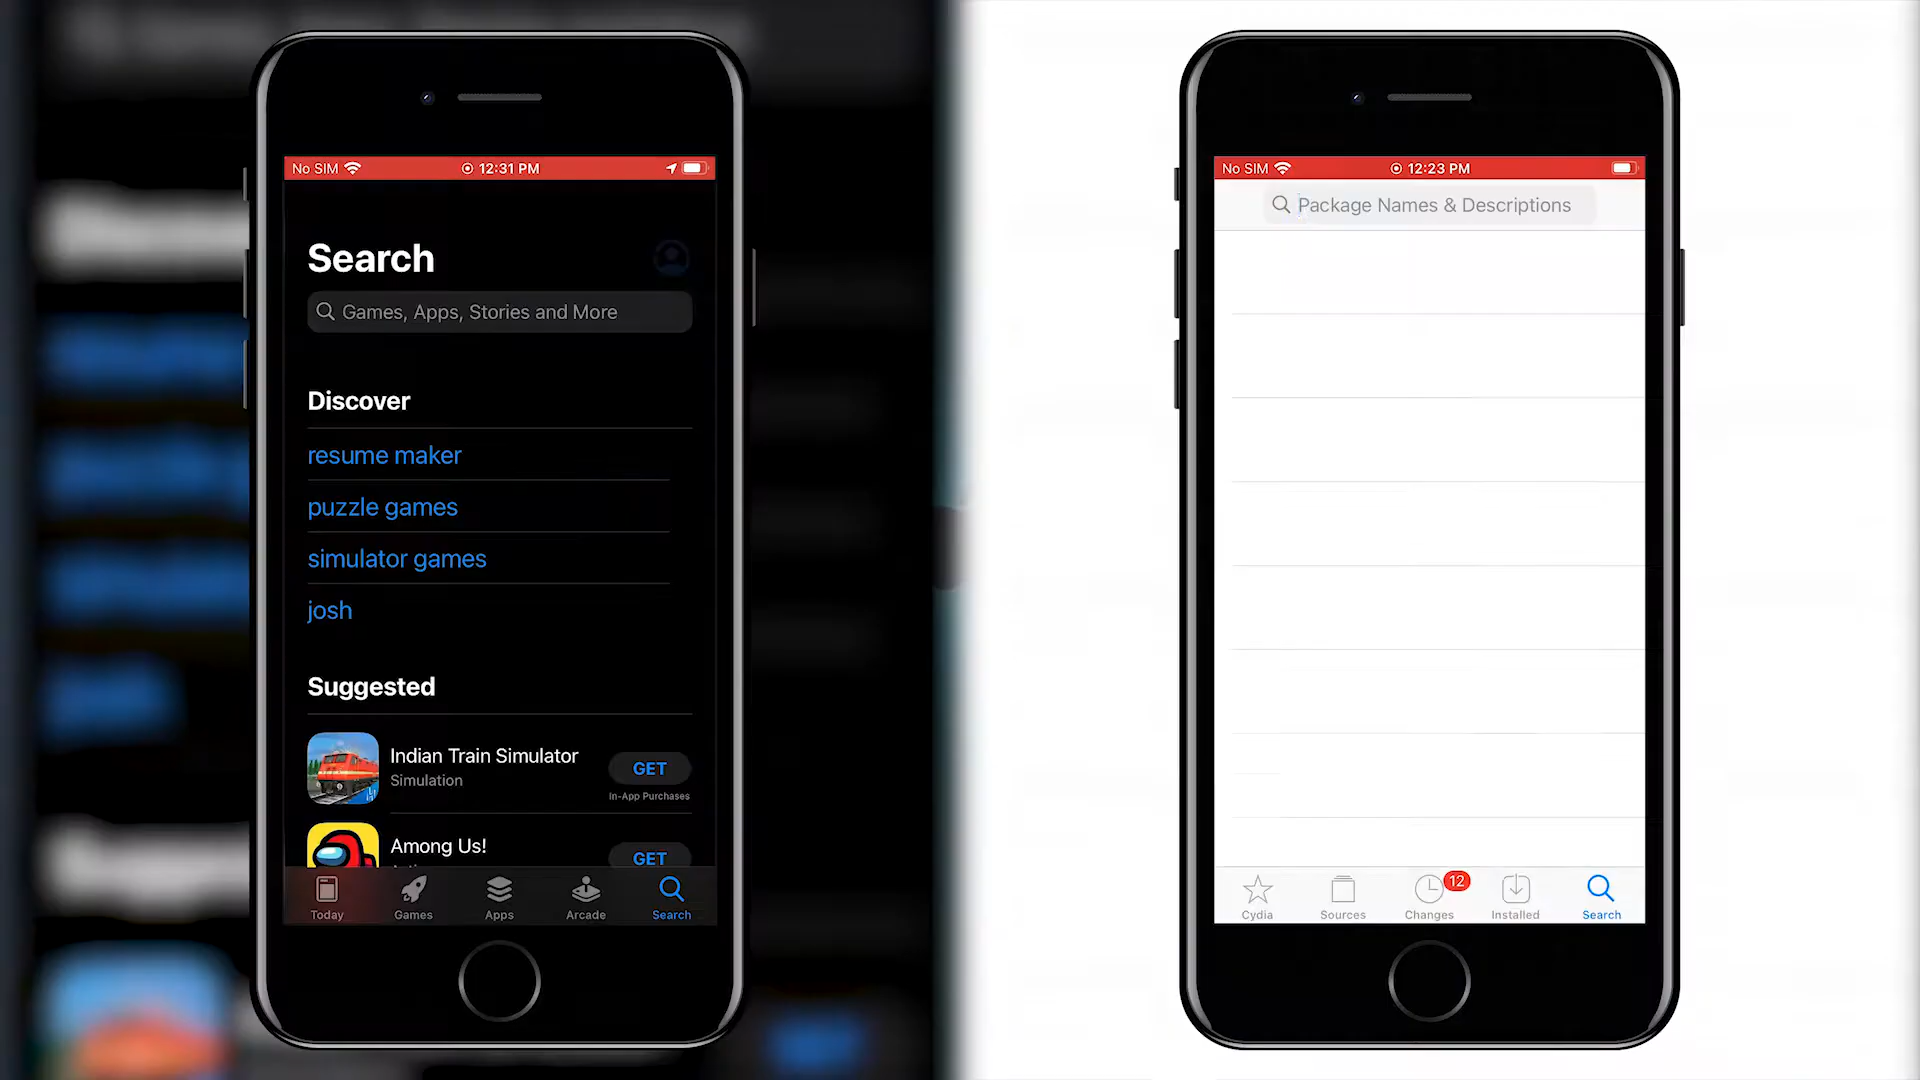 No SIM 12:31 PM
Search
Games, Apps, Stories and More
Discover
resume maker
puzzle games
simulator games
josh
Suggested
Indian Train Simulator
Simulation
GET
In-App Purchases
Among Us!
GET
Today Games Apps Arcade Search
No SIM 12:23 PM
Package Names & Descriptions
12
Cydia Sources Changes Installed Search